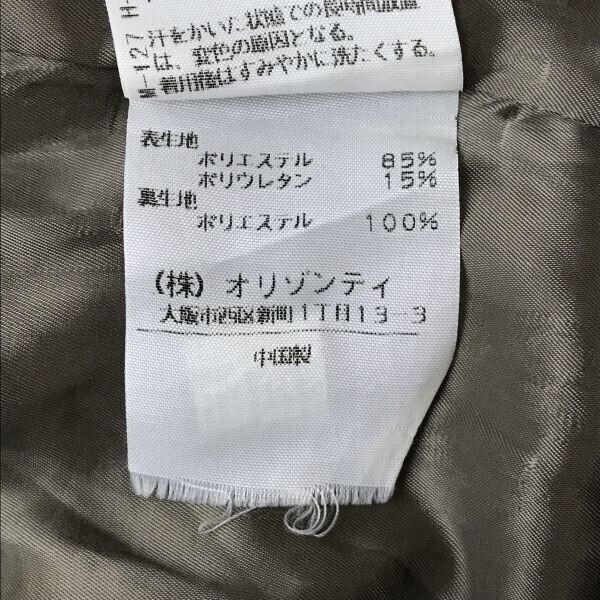 汗をかいた状態での長時間放置
は、変色の原因となる。
着用後はすみやかに洗たくする。
表生地
ポリエステル 85%
ポリウレタン 15%
裏生地
ポリエステル 100%
(株) オリゾンティ
大阪市西区新町1丁目13-3
中国製